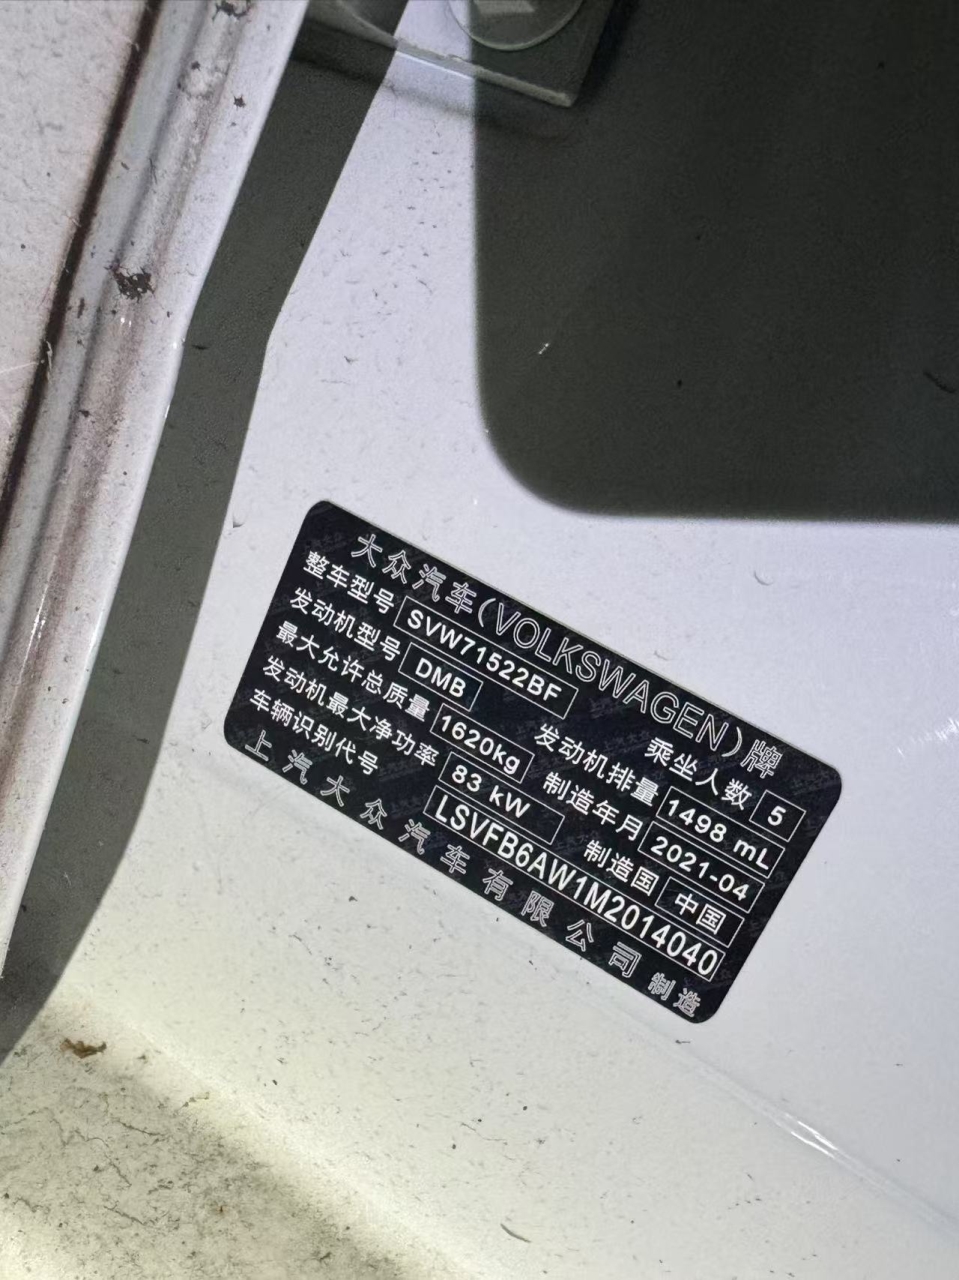 大众汽车(VOLKSWAGEN)牌
整车型号 SVW71522BF 乘坐人数 5
发动机型号 DMB 发动机排量 1498 mL
最大允许总质量 1620kg 制造年月 2021-04
发动机最大净功率 83 kW 制造国 中国
车辆识别代号 LSVFB6AW1M2014040
上汽大众汽车有限公司 制造